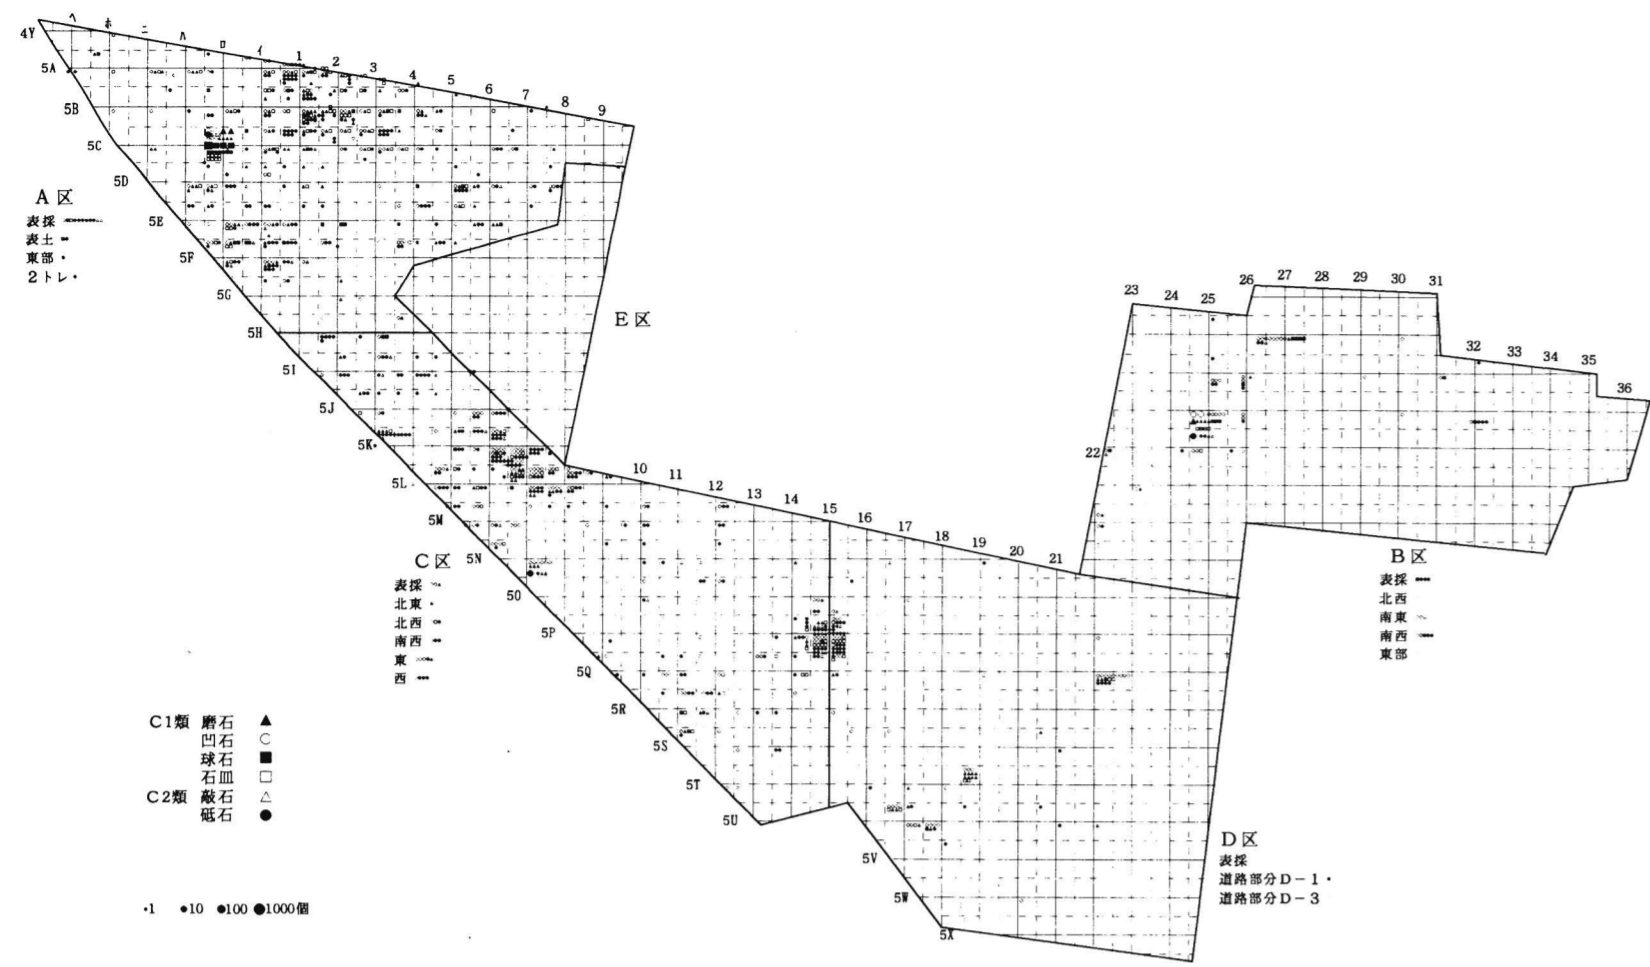 ヘ ホ ニ ハ ロ イ 1 2 3 4 5 6 7 8 9
4Y
5A
5B
5C
5D
5E
5F
5G
5H
5I
5J
5K
5L
5M
5N
5O
5P
5Q
5R
5S
5T
5U
5V
5W
5X
10 11 12 13 14 15 16 17 18 19 20 21
22
23 24 25 26 27 28 29 30 31
32 33 34 35 36
A区
表採
表土
東部
2トレ
E区
B区
表採
北西
南東
南西
東部
C区
表採
北東
北西
南西
東
西
D区
表採
道路部分D-1
道路部分D-3
C1類 磨石 ▲
凹石 ○
球石 ■
石皿 □
C2類 敲石 △
砥石 ●
・1 ●10 ●100 ●1000個